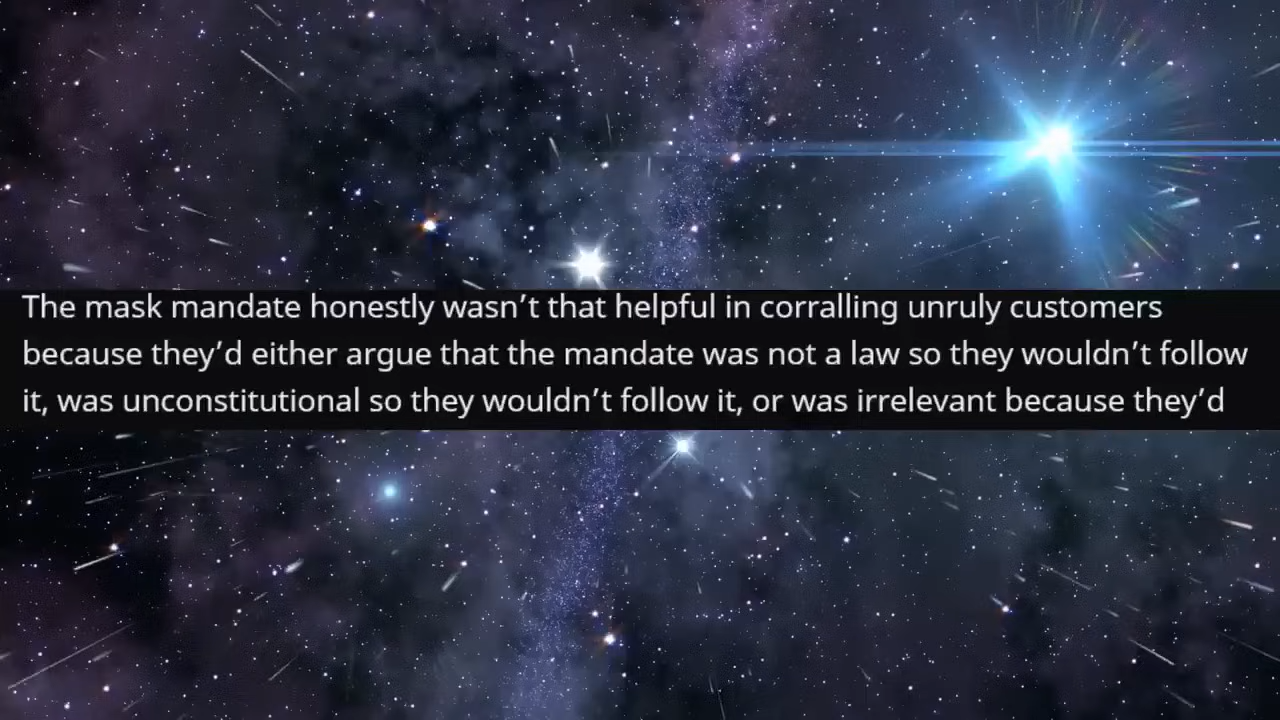 The mask mandate honestly wasn’t that helpful in corralling unruly customers
because they’d either argue that the mandate was not a law so they wouldn’t follow
it, was unconstitutional so they wouldn’t follow it, or was irrelevant because they’d